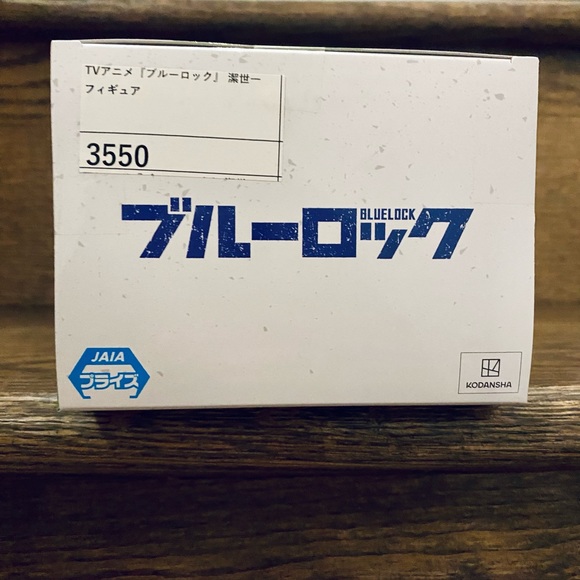 TVアニメ『ブルーロック』 潔世一
フィギュア
3550
ブルーロック
BLUELOCK
JAIA
プライズ
KODANSHA